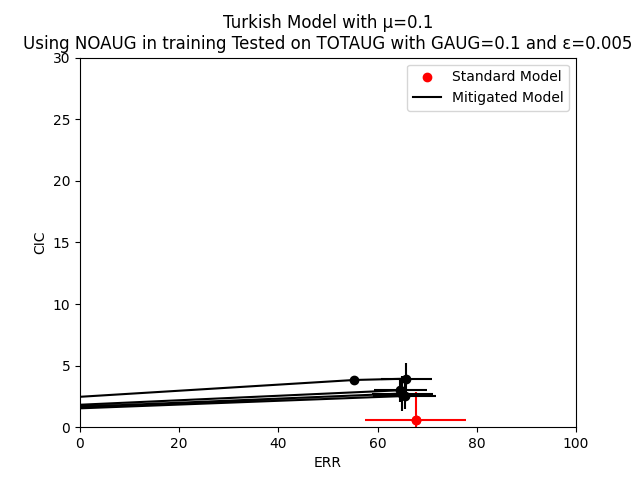 Turkish Model with μ=0.1
Using NOAUG in training Tested on TOTAUG with GAUG=0.1 and ε=0.005
Standard Model
Mitigated Model
30
25
20
15
10
5
0
CIC
0 20 40 60 80 100
ERR